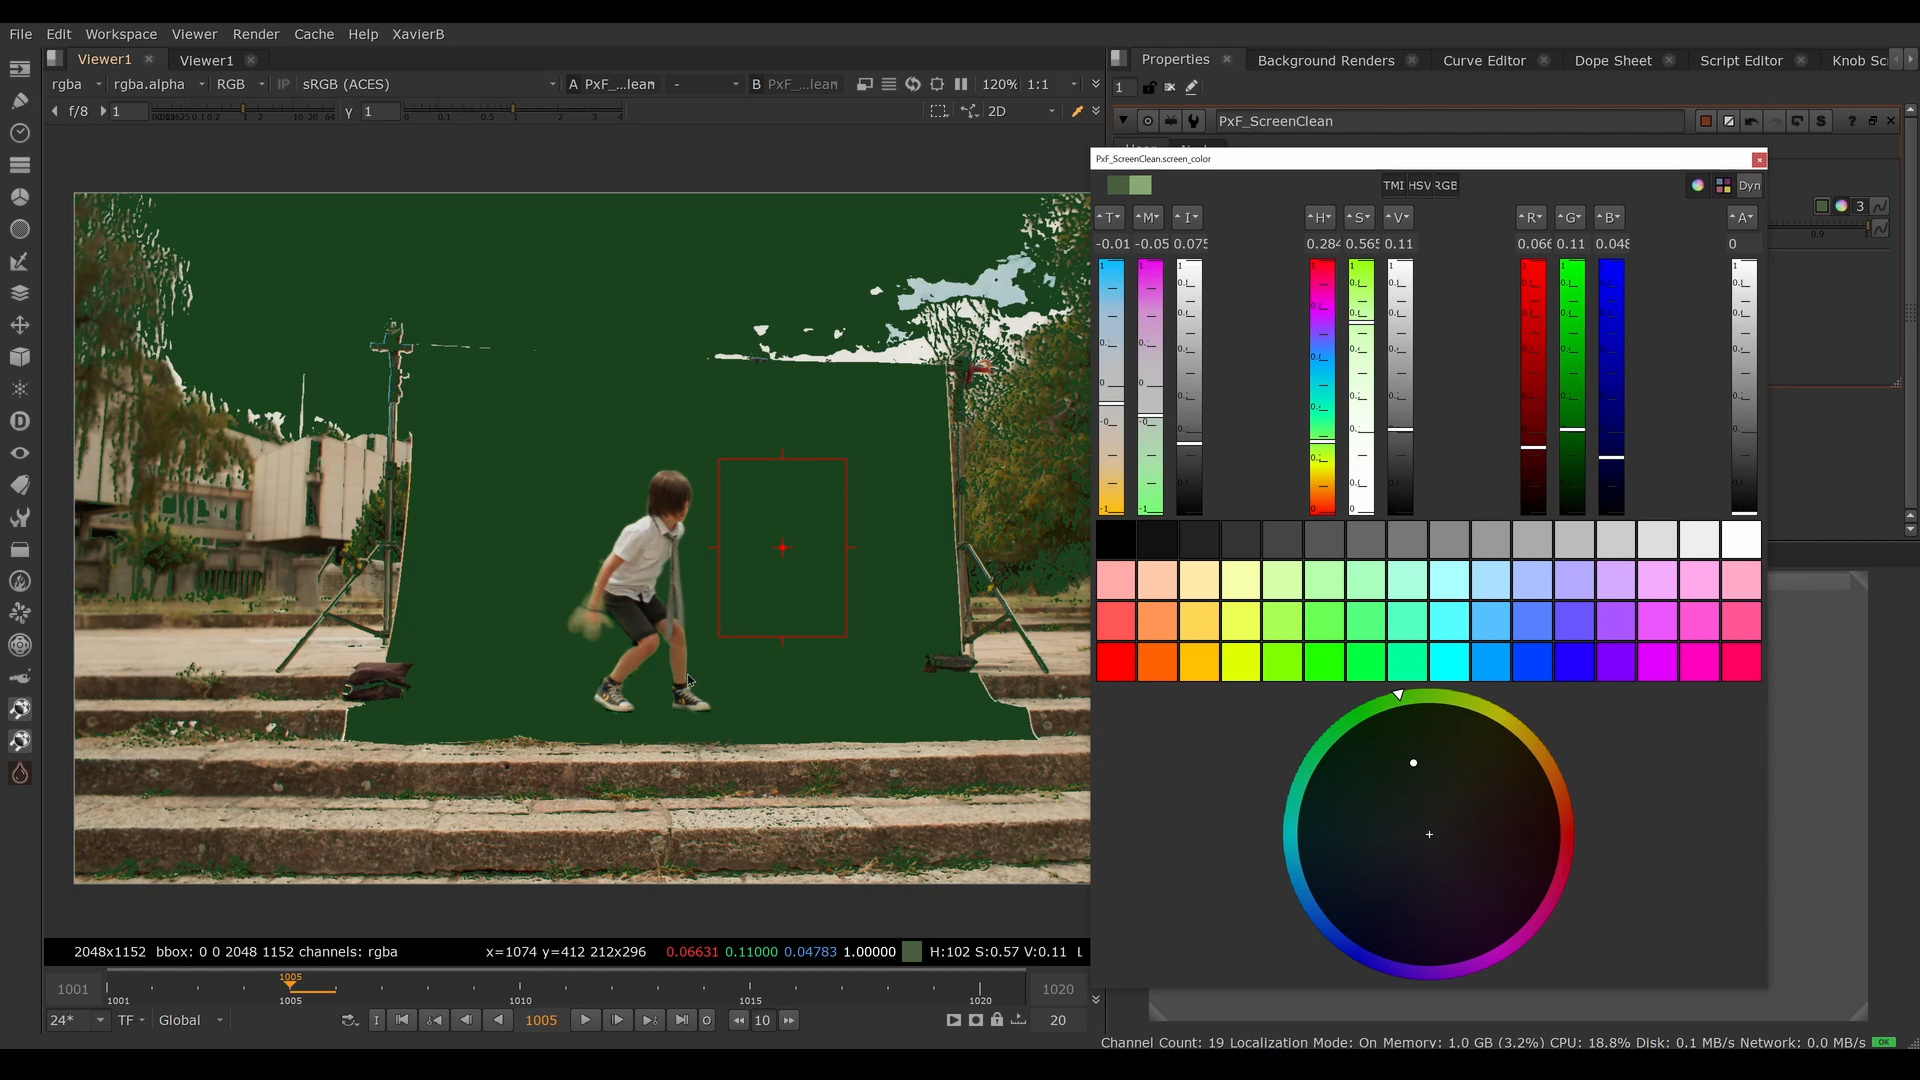 File Edit Workspace Viewer Render Cache Help XavierB
Viewer1 Viewer1
Properties Background Renders Curve Editor Dope Sheet Script Editor Knob Sc
rgba rgba.alpha RGB IP sRGB (ACES) A PxF_...lean - B PxF_...lean 120% 1:1
1
f/8 1 γ 1 2D
PxF_ScreenClean S ?
PxF_ScreenClean.screen_color
TMI HSV RGB Dyn
T M I H S V R G B A
-0.01 -0.05 0.075 0.284 0.565 0.11 0.066 0.11 0.048 0
3
0.9
2048x1152 bbox: 0 0 2048 1152 channels: rgba x=1074 y=412 212x296 0.06631 0.11000 0.04783 1.00000 H:102 S:0.57 V:0.11 L
1005
1001 1020
1001 1005 1010 1015 1020
24* TF Global I 1005 O 10 20
Channel Count: 19 Localization Mode: On Memory: 1.0 GB (3.2%) CPU: 18.8% Disk: 0.1 MB/s Network: 0.0 MB/s OK